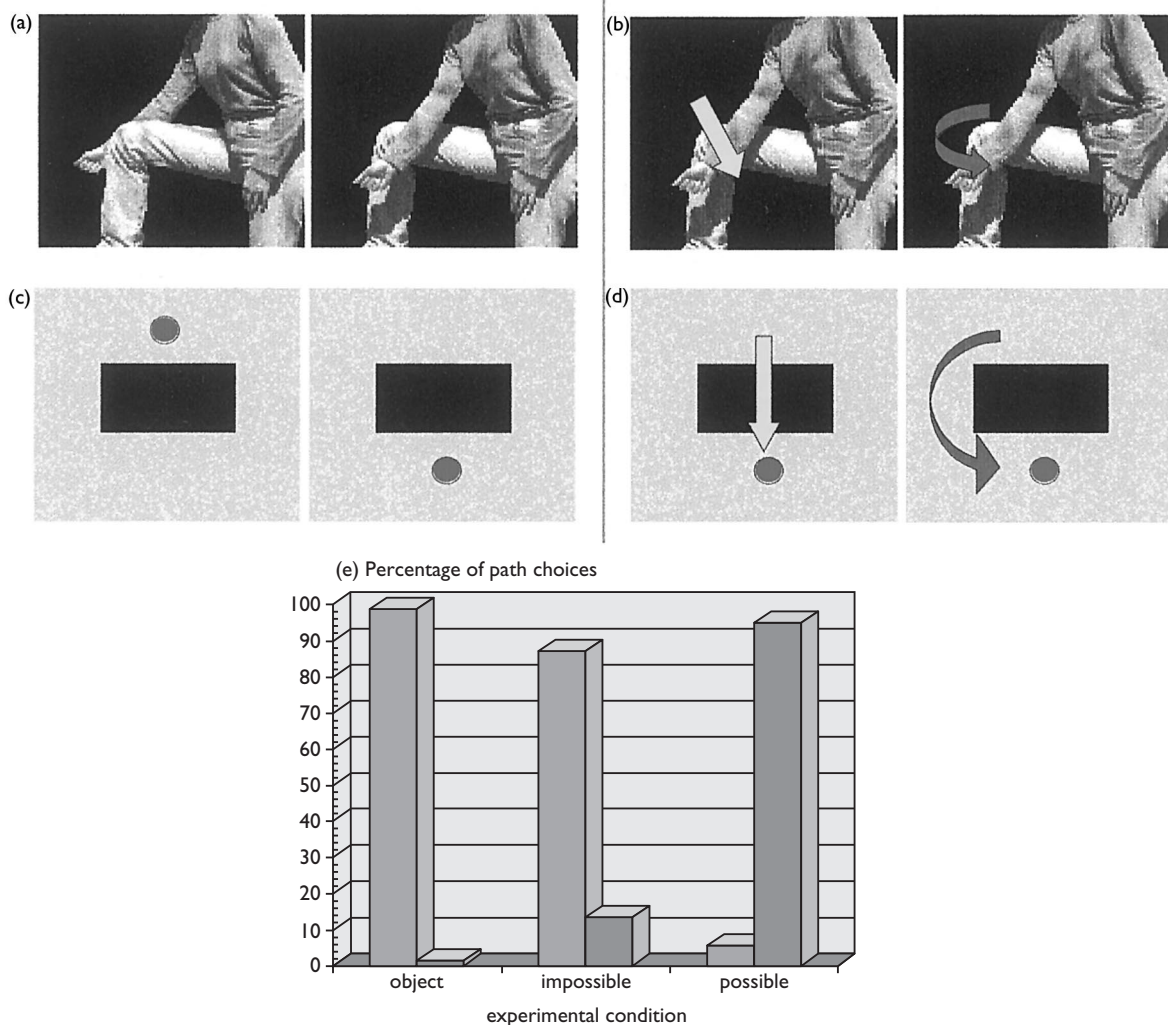 (a)
(b)
(c)
(d)
(e) Percentage of path choices
100
90
80
70
60
50
40
30
20
10
0
object impossible possible
experimental condition